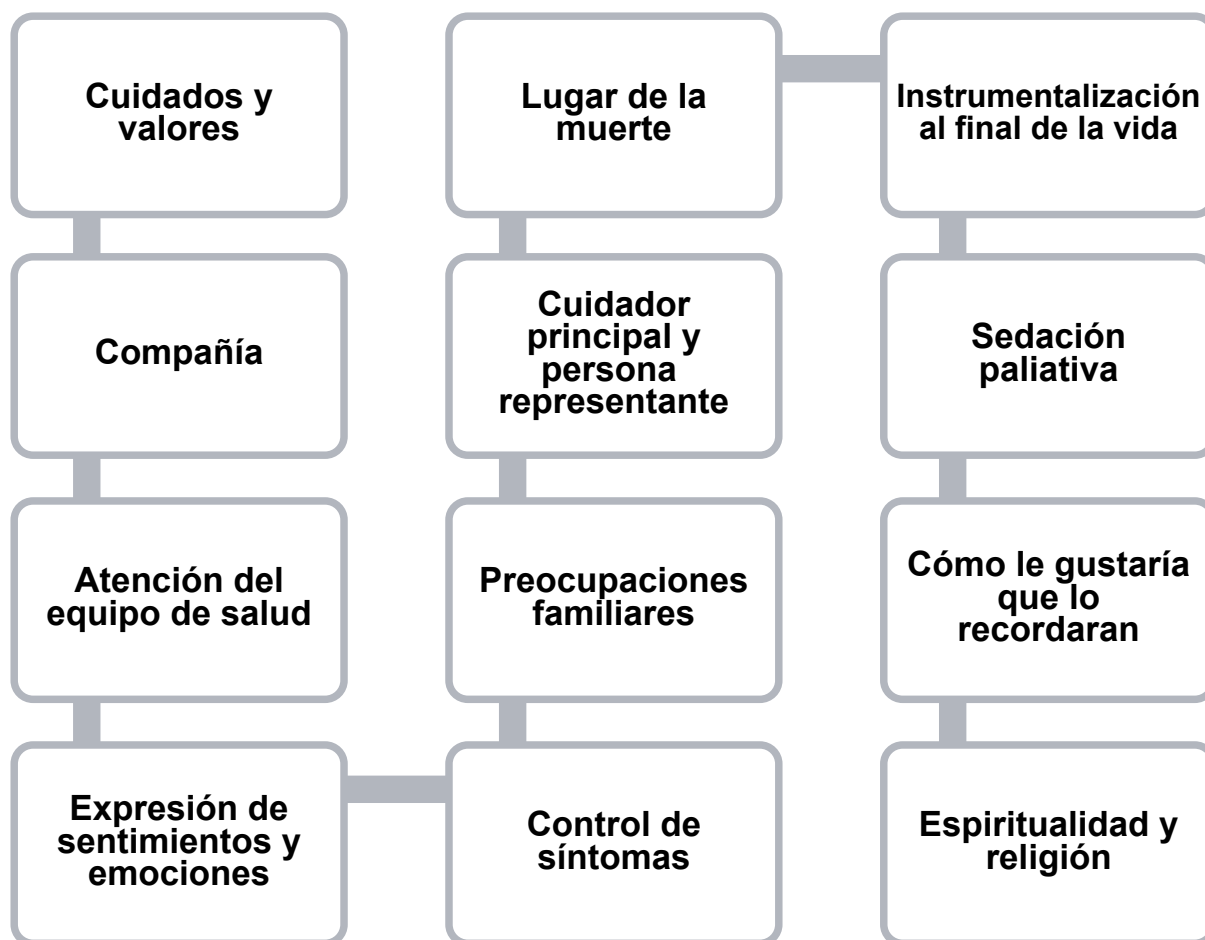 Cuidados y
valores
Compañía
Atención del
equipo de salud
Expresión de
sentimientos y
emociones
Control de
síntomas
Preocupaciones
familiares
Cuidador
principal y
persona
representante
Lugar de la
muerte
Instrumentalización
al final de la vida
Sedación
paliativa
Cómo le gustaría
que lo
recordaran
Espiritualidad y
religión